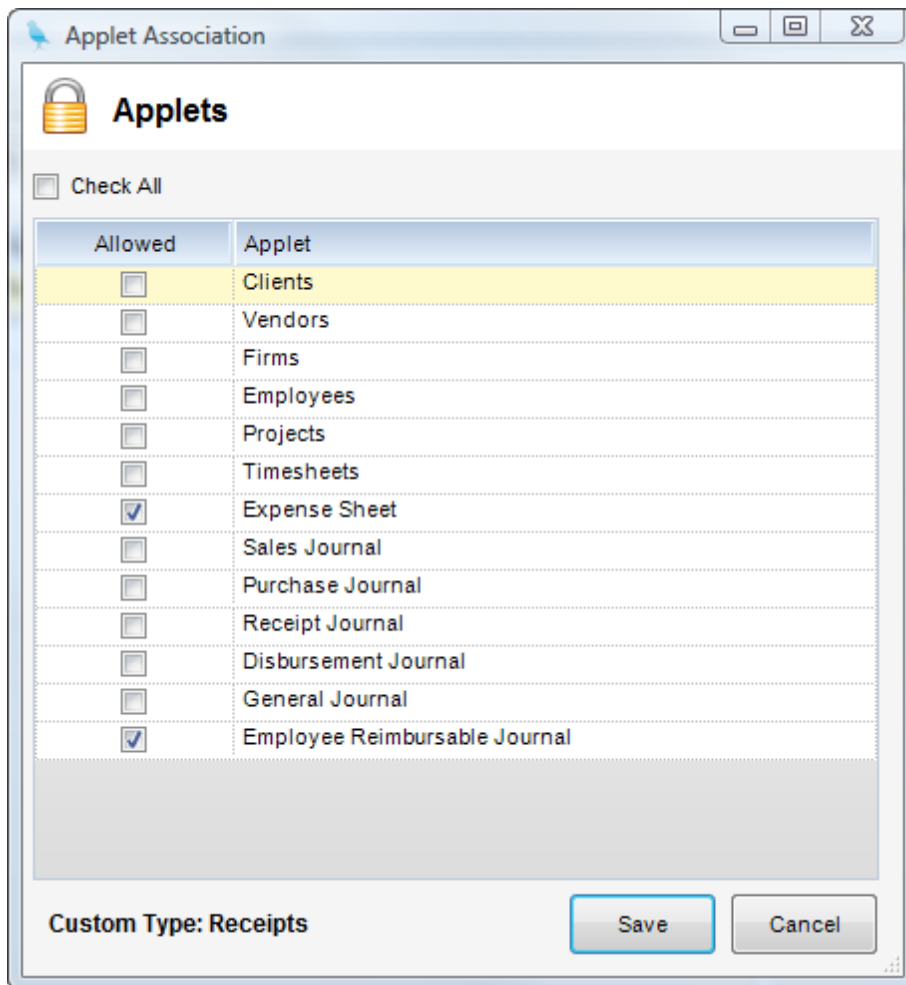 Applet Association
Applets
Check All
Allowed Applet
Clients
Vendors
Firms
Employees
Projects
Timesheets
Expense Sheet
Sales Journal
Purchase Journal
Receipt Journal
Disbursement Journal
General Journal
Employee Reimbursable Journal
Custom Type: Receipts Save Cancel